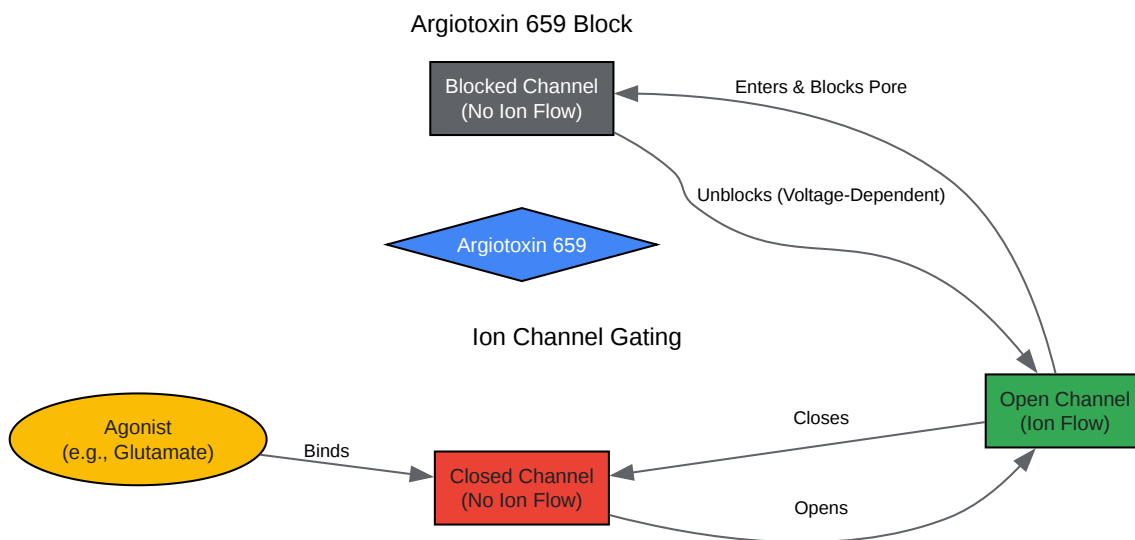 Argiotoxin 659 Block
Blocked Channel
(No Ion Flow)
Enters & Blocks Pore
Unblocks (Voltage-Dependent)
Argiotoxin 659
Ion Channel Gating
Agonist
(e.g., Glutamate)
Binds
Closed Channel
(No Ion Flow)
Closes
Opens
Open Channel
(Ion Flow)